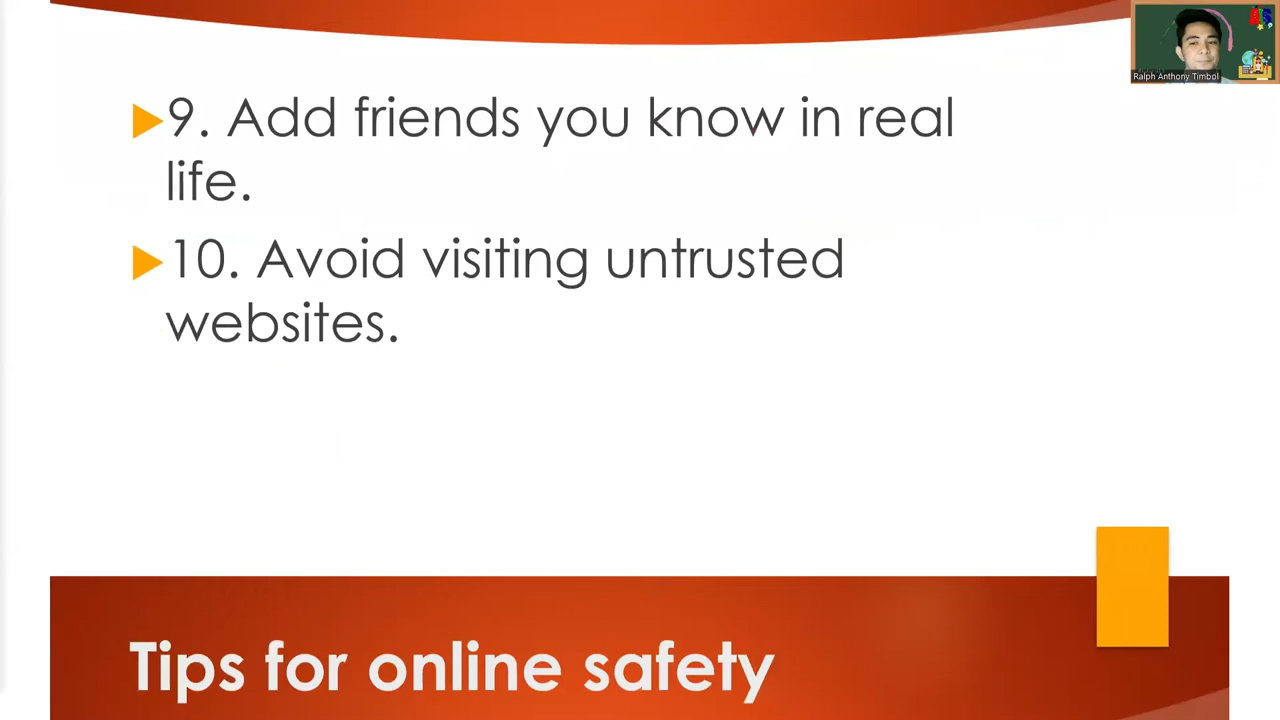 9. Add friends you know in real
life.
10. Avoid visiting untrusted
websites.
Tips for online safety
Ralph Anthony Timbol